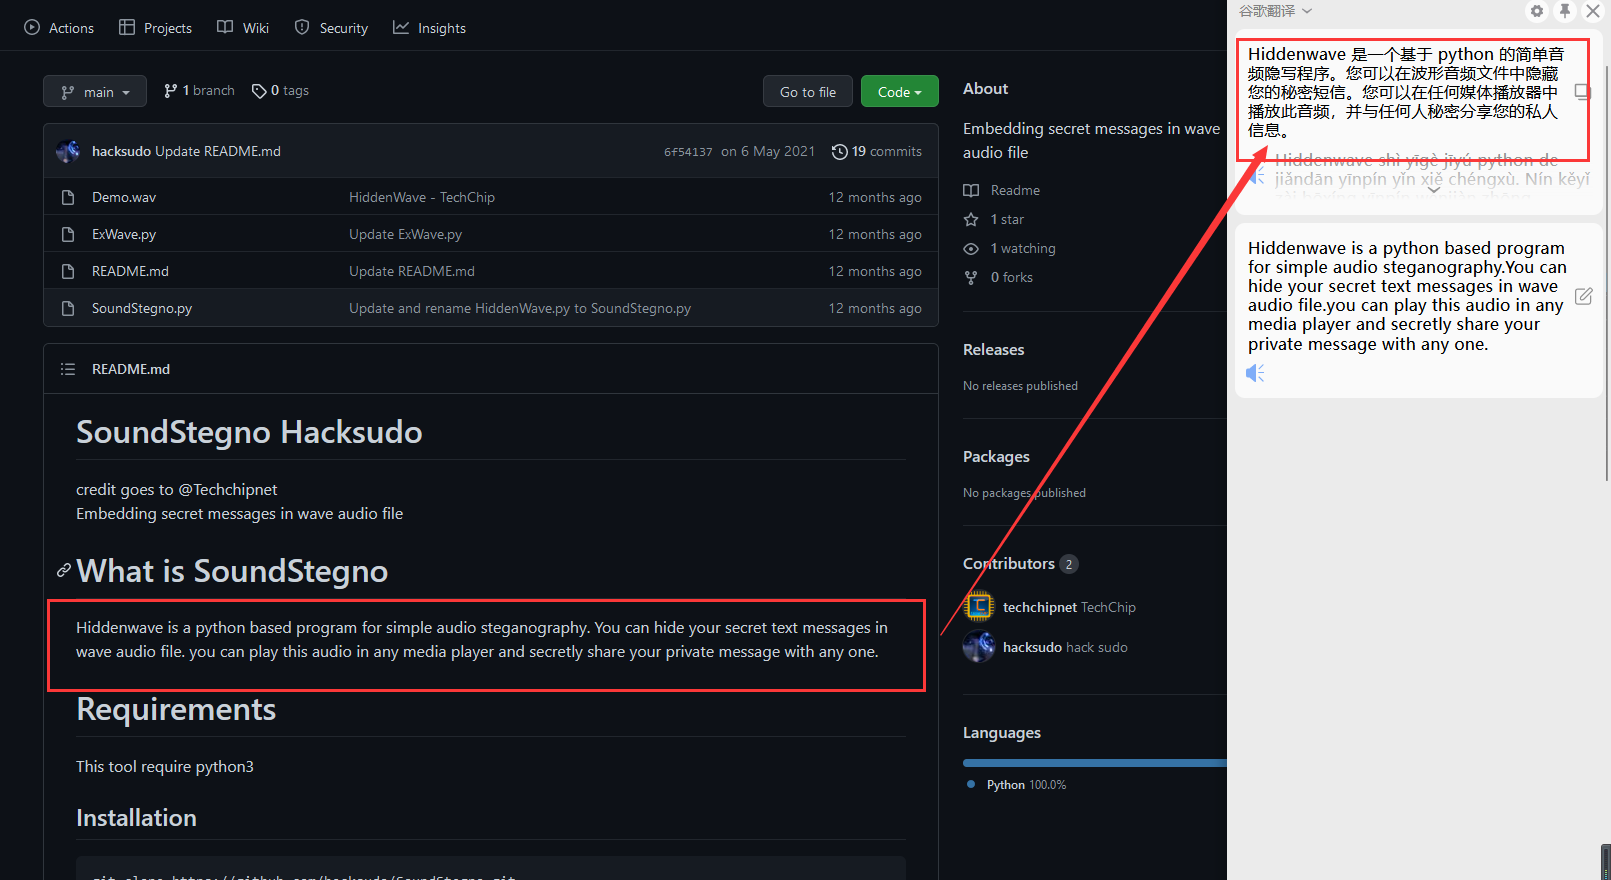 Actions
Projects
Wiki
Security
Insights
main
1 branch
0 tags
Go to file
Code
hacksudo Update README.md
6f54137 on 6 May 2021
19 commits
Demo.wav
HiddenWave - TechChip
12 months ago
ExWave.py
Update ExWave.py
12 months ago
README.md
Update README.md
12 months ago
SoundStegno.py
Update and rename HiddenWave.py to SoundStegno.py
12 months ago
README.md
SoundStegno Hacksudo
credit goes to @Techchipnet
Embedding secret messages in wave audio file
What is SoundStegno
Hiddenwave is a python based program for simple audio steganography. You can hide your secret text messages in
wave audio file. you can play this audio in any media player and secretly share your private message with any one.
Requirements
This tool require python3
Installation
git clone https://github.com/hacksudo/SoundStegno.git
About
Embedding secret messages in wave
audio file
Readme
1 star
1 watching
0 forks
Releases
No releases published
Packages
No packages published
Contributors 2
techchipnet TechChip
hacksudo hack sudo
Languages
Python 100.0%
谷歌翻译
Hiddenwave 是一个基于 python 的简单音
频隐写程序。您可以在波形音频文件中隐藏
您的秘密短信。您可以在任何媒体播放器中
播放此音频，并与任何人秘密分享您的私人
信息。
Hiddenwave shì yīgè jīyú python de
jiǎndān yīnpín yǐn xiě chéngxù. Nín kěyǐ
Hiddenwave is a python based program
for simple audio steganography.You can
hide your secret text messages in wave
audio file.you can play this audio in any
media player and secretly share your
private message with any one.